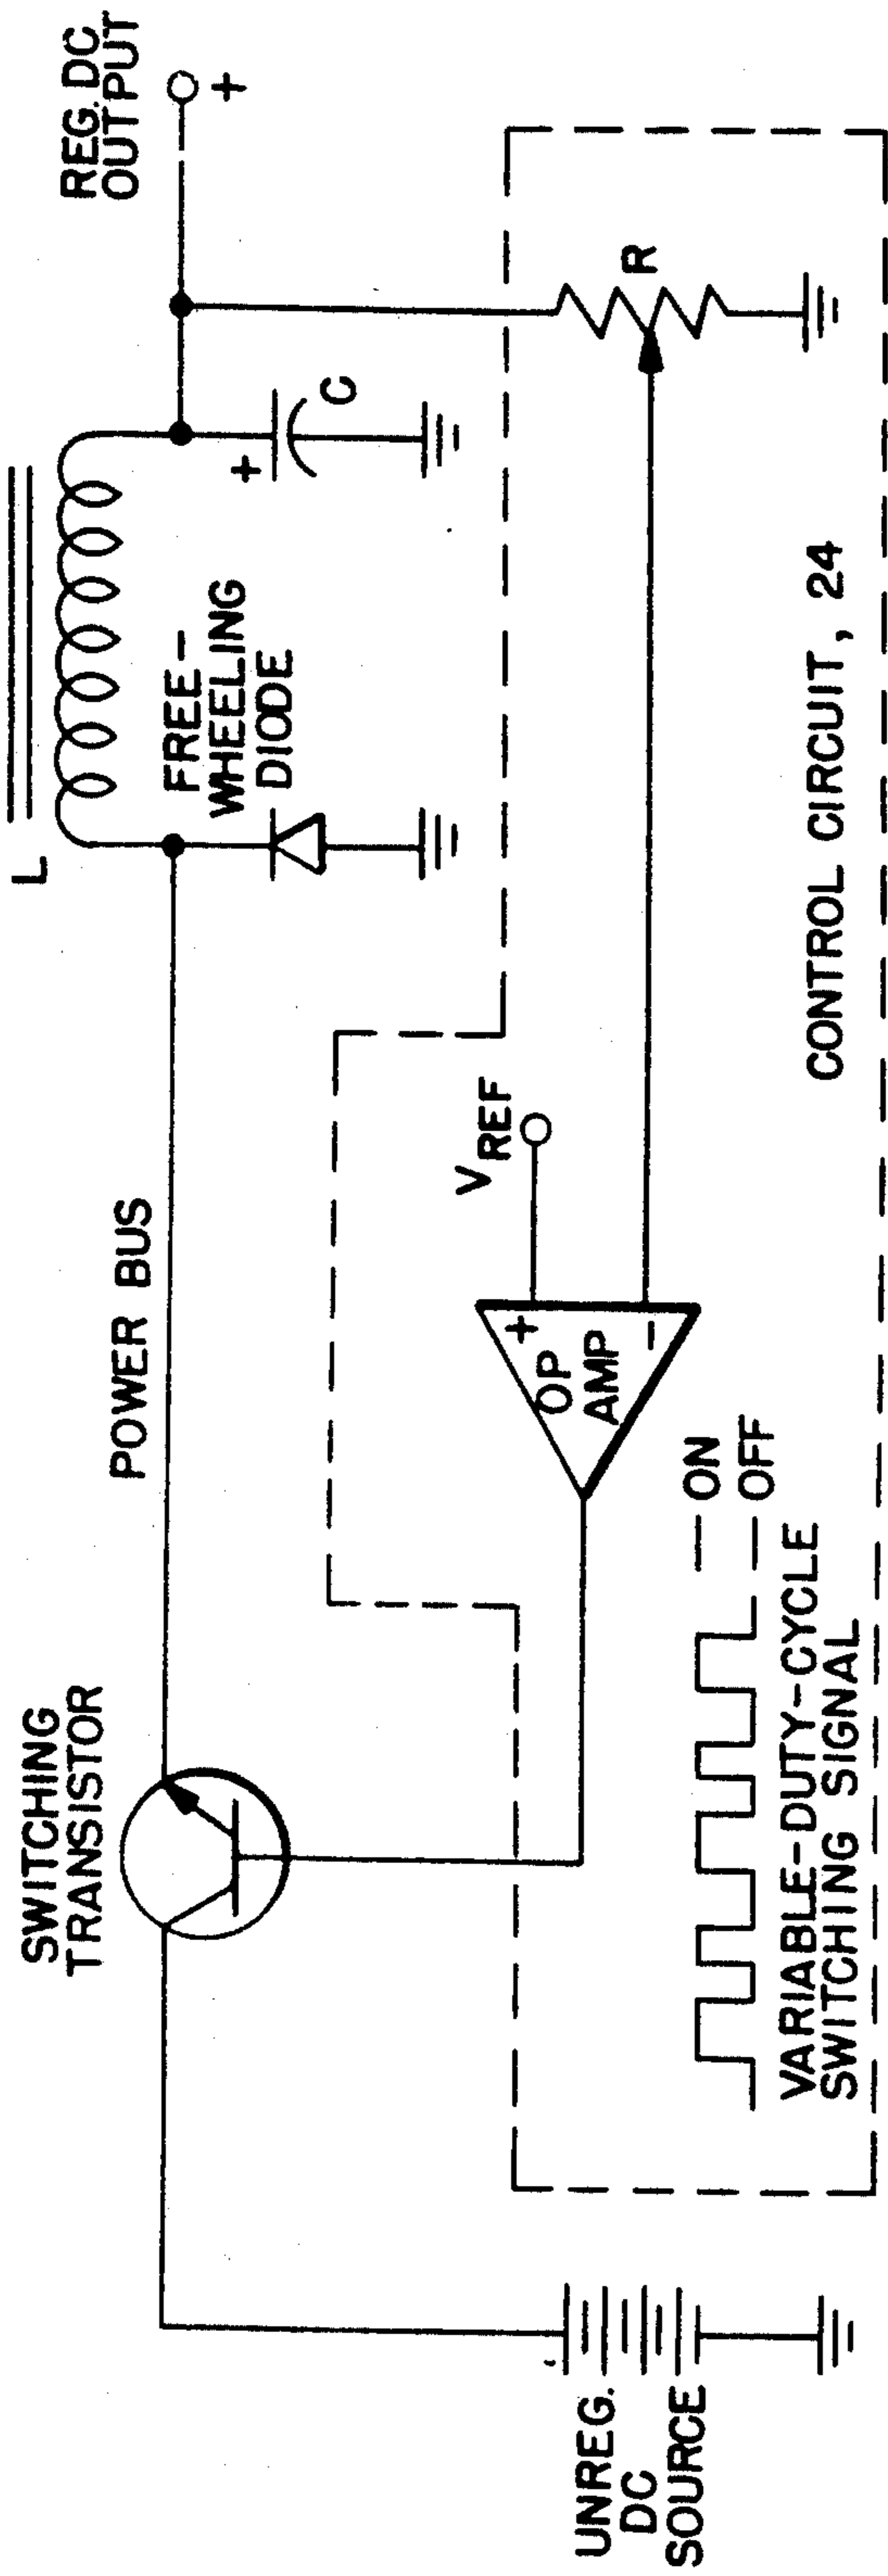 SWITCHING
TRANSISTOR
POWER BUS
L
FREE-
WHEELING
DIODE
+
C
REG. DC
OUTPUT
+
UNREG.
DC
SOURCE
VREF
+
OP
AMP
-
R
ON
OFF
VARIABLE-DUTY-CYCLE
SWITCHING SIGNAL
CONTROL CIRCUIT, 24